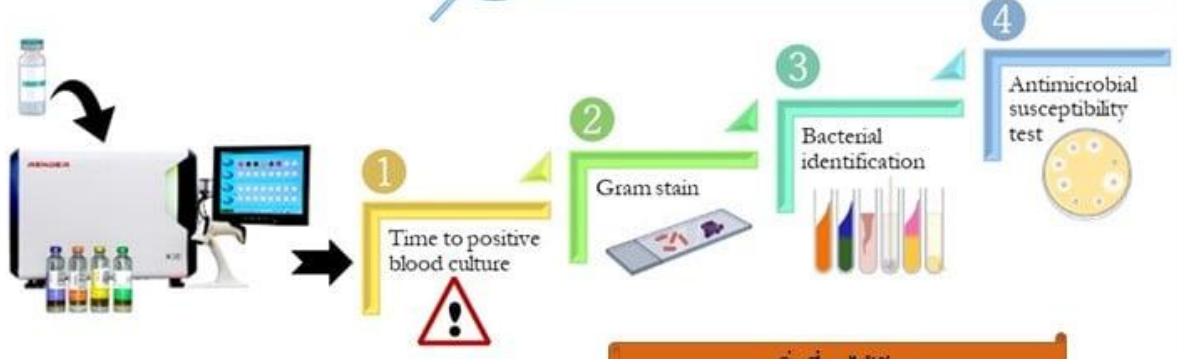 1
Time to positive
blood culture
2
Gram stain
3
Bacterial
identification
4
Antimicrobial
susceptibility
test